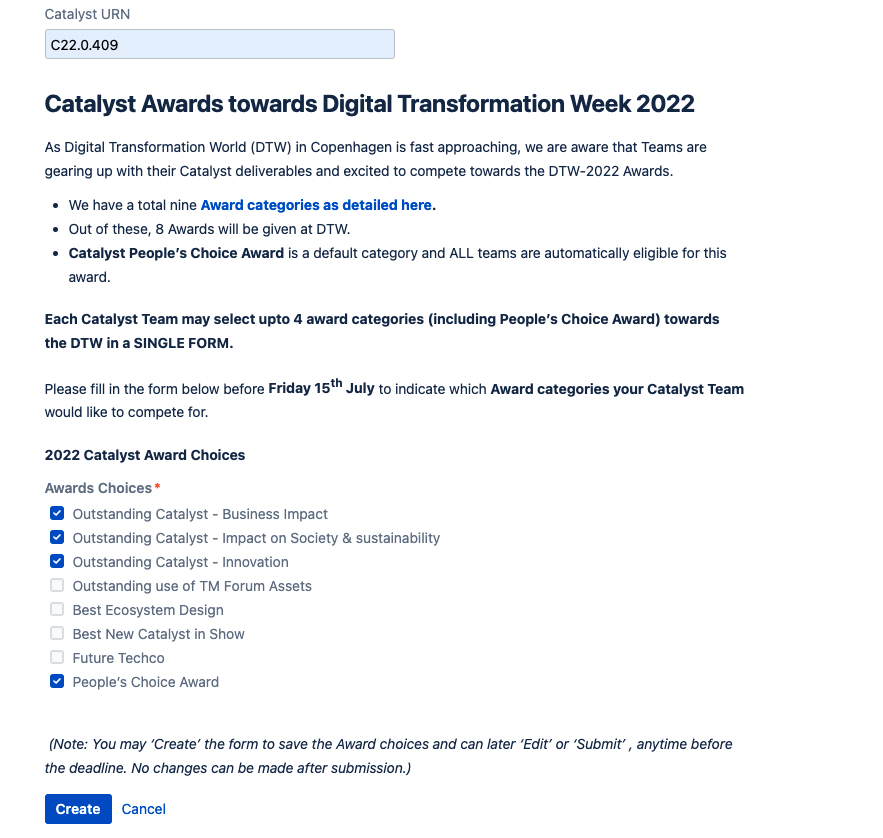 Catalyst URN
C22.0.409
Catalyst Awards towards Digital Transformation Week 2022
As Digital Transformation World (DTW) in Copenhagen is fast approaching, we are aware that Teams are
gearing up with their Catalyst deliverables and excited to compete towards the DTW-2022 Awards.
• We have a total nine Award categories as detailed here.
• Out of these, 8 Awards will be given at DTW.
• Catalyst People's Choice Award is a default category and ALL teams are automatically eligible for this
award.
Each Catalyst Team may select upto 4 award categories (including People's Choice Award) towards
the DTW in a SINGLE FORM.
Please fill in the form below before Friday 15th July to indicate which Award categories your Catalyst Team
would like to compete for.
2022 Catalyst Award Choices
Awards Choices*
Outstanding Catalyst - Business Impact
Outstanding Catalyst - Impact on Society & sustainability
Outstanding Catalyst - Innovation
Outstanding use of TM Forum Assets
Best Ecosystem Design
Best New Catalyst in Show
Future Techco
People's Choice Award
(Note: You may ‘Create’ the form to save the Award choices and can later ‘Edit’ or ‘Submit’ , anytime before
the deadline. No changes can be made after submission.)
Create Cancel